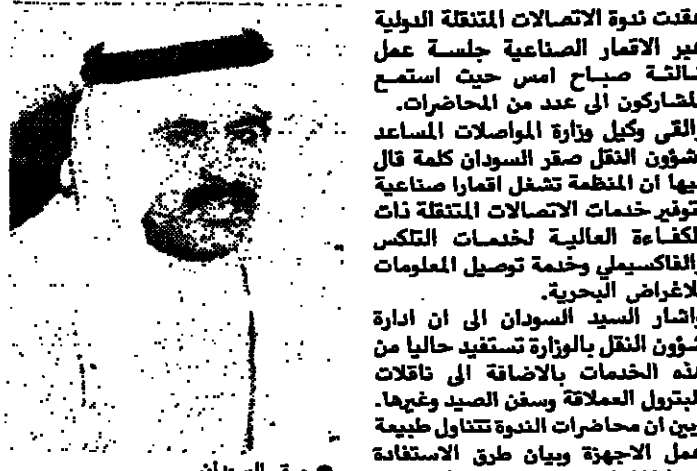 عقدت ندوة الاتصالات المتنقلة الدولية
عبر الاقمار الصناعية جلسة عمل
ثالثة صباح امس حيث استمع
المشاركون الى عدد من المحاضرات.
والقى وكيل وزارة المواصلات المساعد
لشؤون النقل صقر السودان كلمة قال
فيها ان المنظمة تشغل اقمارا صناعية
لتوفير خدمات الاتصالات المتنقلة ذات
الكفاءة العالية لخدمات التلكس
والفاكسيملي وخدمة توصيل المعلومات
للاغراض البحرية.
واشار السيد السودان الى ان ادارة
شؤون النقل بالوزارة تستفيد حاليا من
هذه الخدمات بالاضافة الى ناقلات
البترول العملاقة وسفن الصيد وغيرها.
وبين ان محاضرات الندوة تتناول طبيعة
عمل الاجهزة وبيان طرق الاستفادة
● صقر السودان